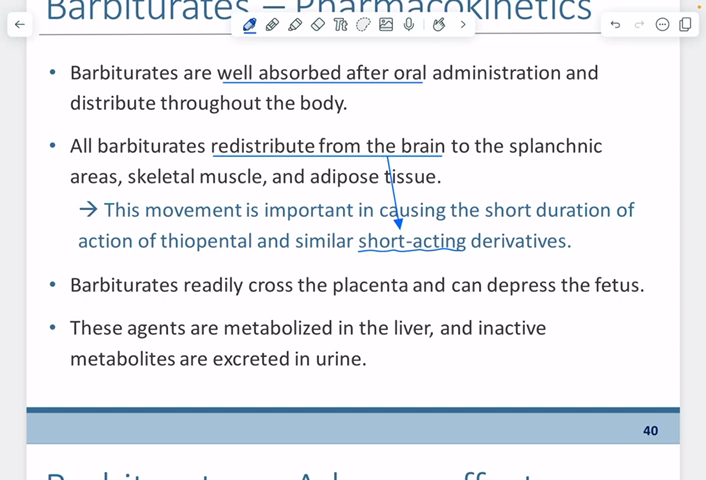 Barbiturates – Pharmacokinetics
• Barbiturates are well absorbed after oral administration and
distribute throughout the body.
• All barbiturates redistribute from the brain to the splanchnic
areas, skeletal muscle, and adipose tissue.
→ This movement is important in causing the short duration of
action of thiopental and similar short-acting derivatives.
• Barbiturates readily cross the placenta and can depress the fetus.
• These agents are metabolized in the liver, and inactive
metabolites are excreted in urine.
40